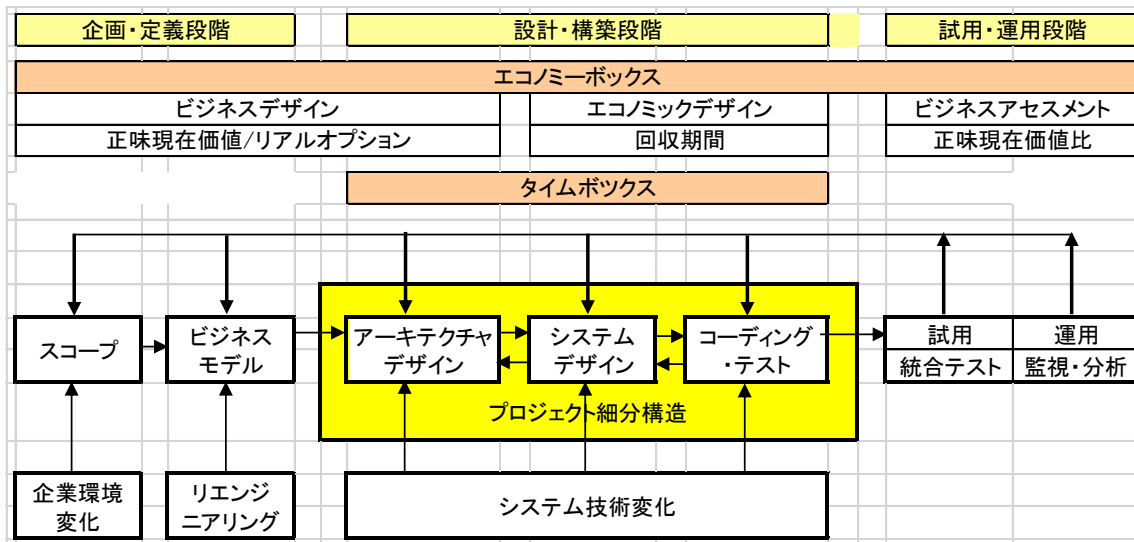 企画・定義段階
設計・構築段階
試用・運用段階
エコノミーボックス
ビジネスデザイン
エコノミックデザイン
ビジネスアセスメント
正味現在価値/リアルオプション
回収期間
正味現在価値比
タイムボツクス
スコープ
ビジネス
モデル
アーキテクチャ
デザイン
システム
デザイン
コーディング
・テスト
試用
運用
統合テスト
監視・分析
プロジェクト細分構造
企業環境
変化
リエンジ
ニアリング
システム技術変化